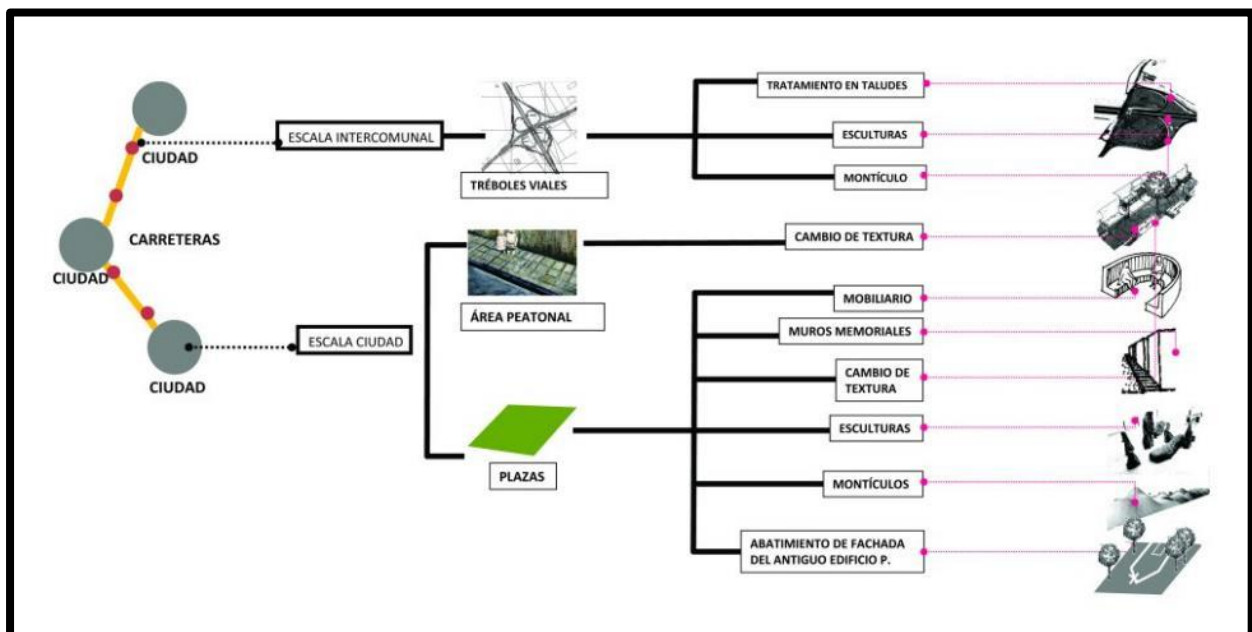 CIUDAD
CARRETERAS
CIUDAD
CIUDAD
ESCALA INTERCOMUNAL
TRÉBOLES VIALES
TRATAMIENTO EN TALUDES
ESCULTURAS
MONTÍCULO
ESCALA CIUDAD
ÁREA PEATONAL
CAMBIO DE TEXTURA
PLAZAS
MOBILIARIO
MUROS MEMORIALES
CAMBIO DE
TEXTURA
ESCULTURAS
MONTÍCULOS
ABATIMIENTO DE FACHADA
DEL ANTIGUO EDIFICIO P.